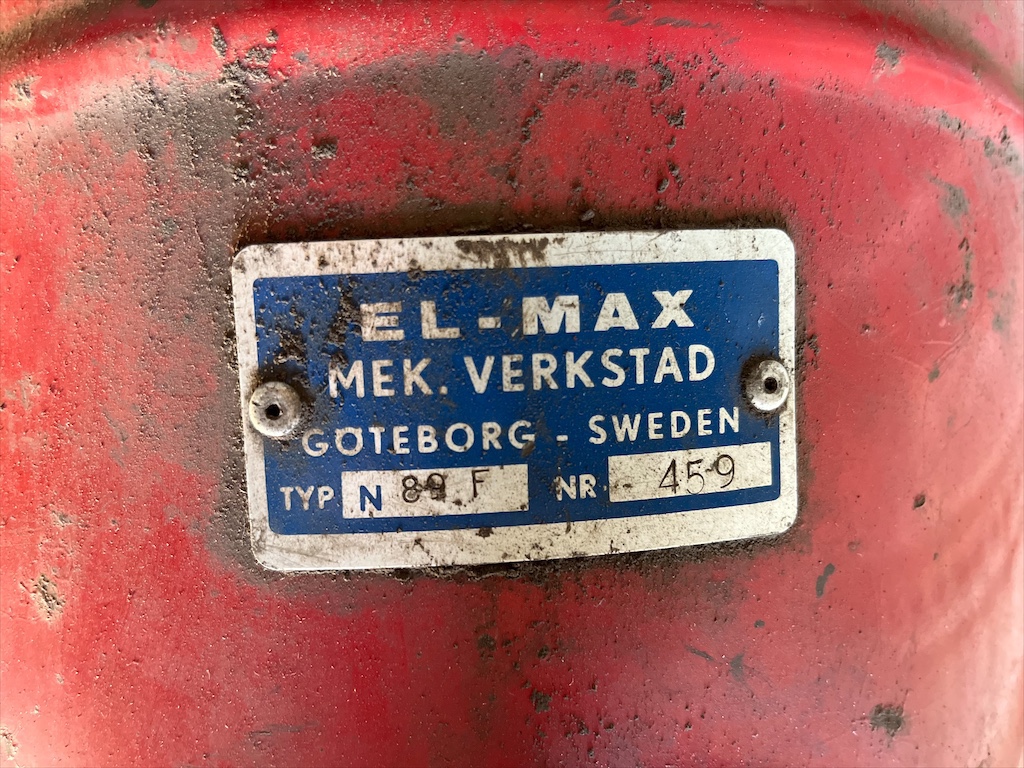 EL-MAX
MEK. VERKSTAD
GÖTEBORG - SWEDEN
TYP N 89 F NR 459